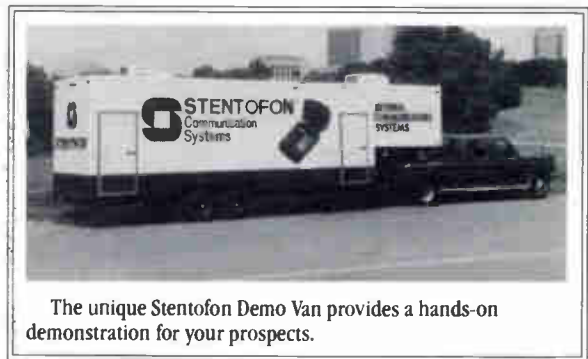 STENTOFON
Communication
Systems
SYSTEMS
The unique Stentofon Demo Van provides a hands-on
demonstration for your prospects.